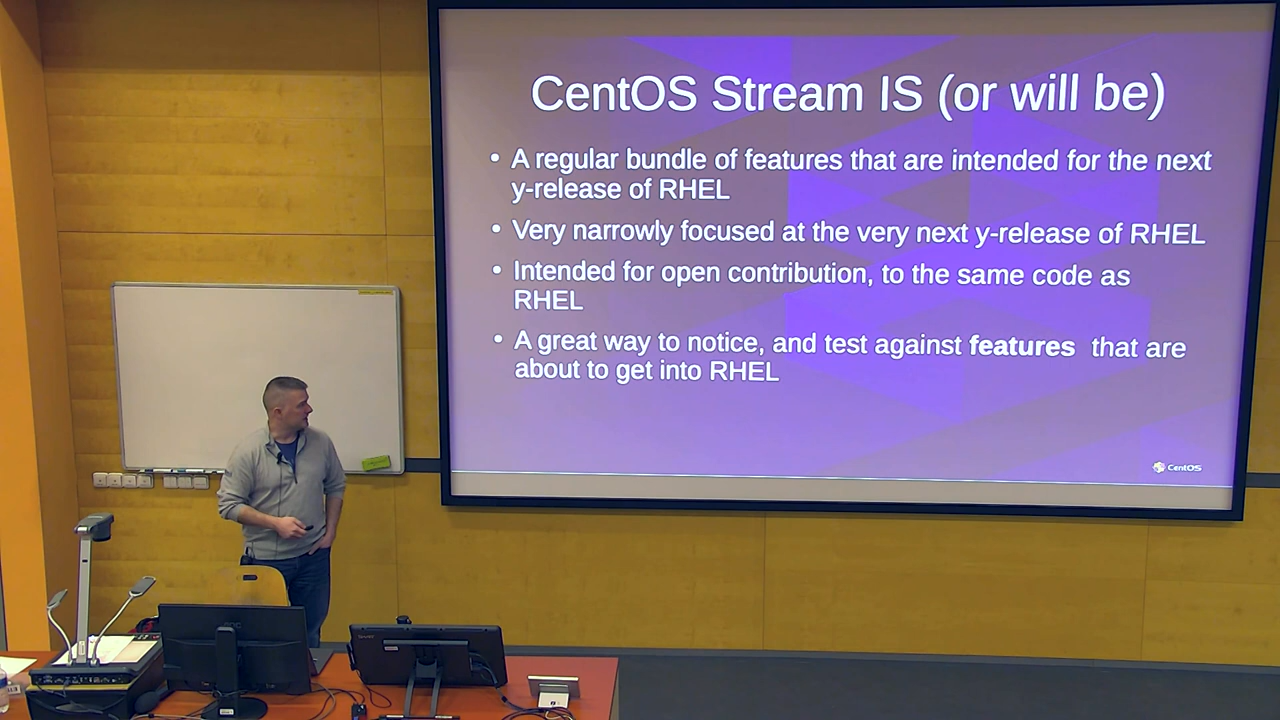 CentOS Stream IS (or will be)
• A regular bundle of features that are intended for the next
y-release of RHEL
• Very narrowly focused at the very next y-release of RHEL
• Intended for open contribution, to the same code as
RHEL
• A great way to notice, and test against features that are
about to get into RHEL
CentOS